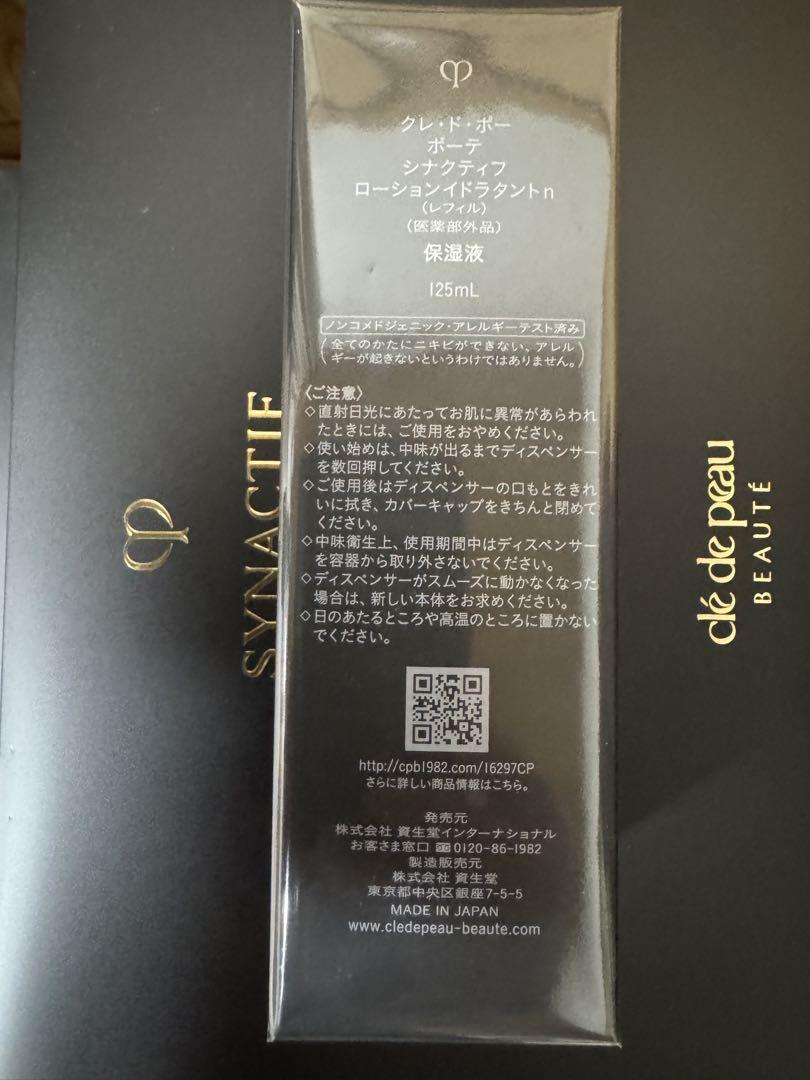 クレ・ド・ポー
ボーテ
シナクティフ
ローションイドラタントn
(レフィル)
(医薬部外品)
保湿液
125mL
ノンコメドジェニック・アレルギーテスト済み
(全てのかたにニキビができない、アレル
ギーが起きないというわけではありません。)
〈ご注意〉
◇直射日光にあたってお肌に異常があらわれ
たときには、ご使用をおやめください。
◇使い始めは、中味が出るまでディスペンサー
を数回押してください。
◇ご使用後はディスペンサーの口もとをきれ
いに拭き、カバーキャップをきちんと閉めて
ください。
◇中味衛生上、使用期間中はディスペンサー
を容器から取り外さないでください。
◇ディスペンサーがスムーズに動かなくなった
場合は、新しい本体をお求めください。
◇日のあたるところや高温のところに置かない
でください。
http://cpb1982.com/16297CP
さらに詳しい商品情報はこちら。
発売元
株式会社 資生堂インターナショナル
お客さま窓口 0120-86-1982
製造販売元
株式会社 資生堂
東京都中央区銀座7-5-5
MADE IN JAPAN
www.cledepeau-beaute.com
SYNACTIF
clé de peau
BEAUTÉ